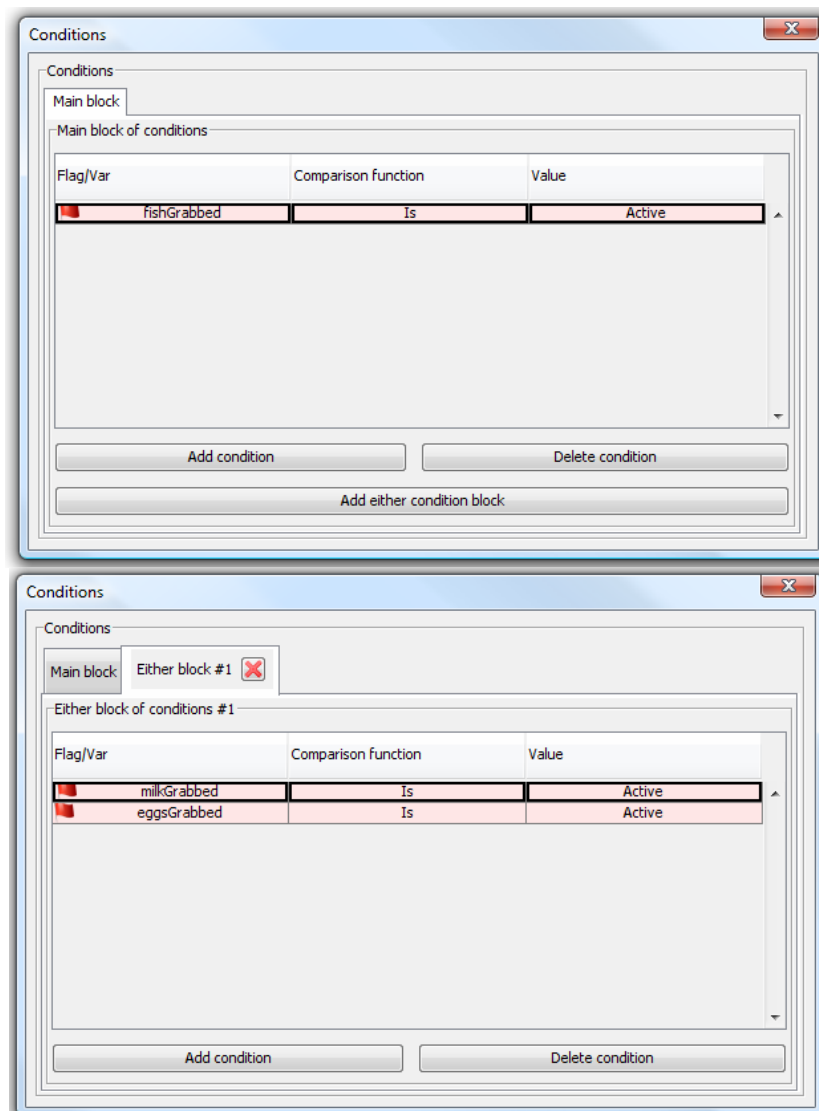 Conditions
Conditions
Main block
Main block of conditions
Flag/Var Comparison function Value
fishGrabbed Is Active
Add condition Delete condition
Add either condition block
Conditions
Conditions
Main block Either block #1
Either block of conditions #1
Flag/Var Comparison function Value
milkGrabbed Is Active
eggsGrabbed Is Active
Add condition Delete condition